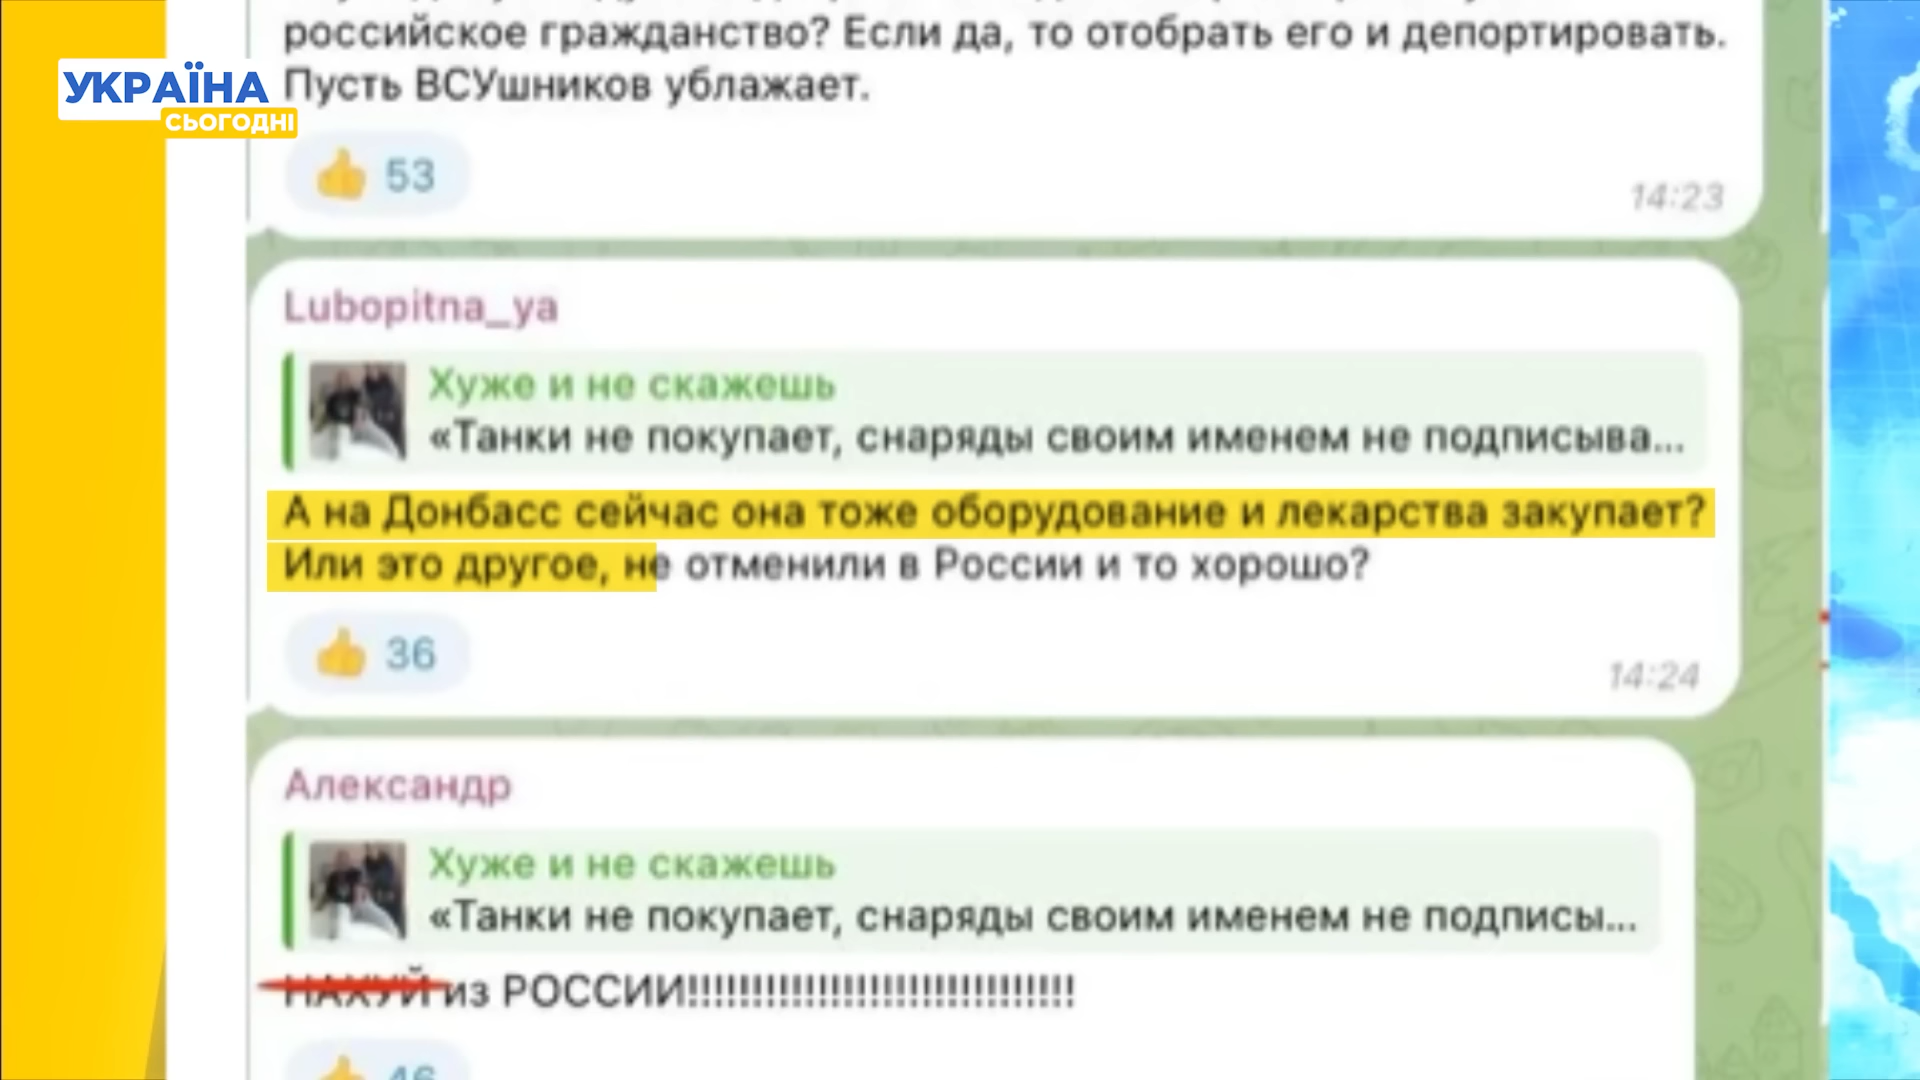 российское гражданство? Если да, то отобрать его и депортировать.
УКРАЇНА
СЬОГОДНІ
Пусть ВСУшников ублажает.
👍 53
14:23
Lubopitna_ya
Хуже и не скажешь
«Танки не покупает, снаряды своим именем не подписыва...
А на Донбасс сейчас она тоже оборудование и лекарства закупает?
Или это другое, не отменили в России и то хорошо?
👍 36
14:24
Александр
Хуже и не скажешь
«Танки не покупает, снаряды своим именем не подписы...
НАХУЙ из РОССИИ!!!!!!!!!!!!!!!!!!!!!!!!!!!!!!
👍 46